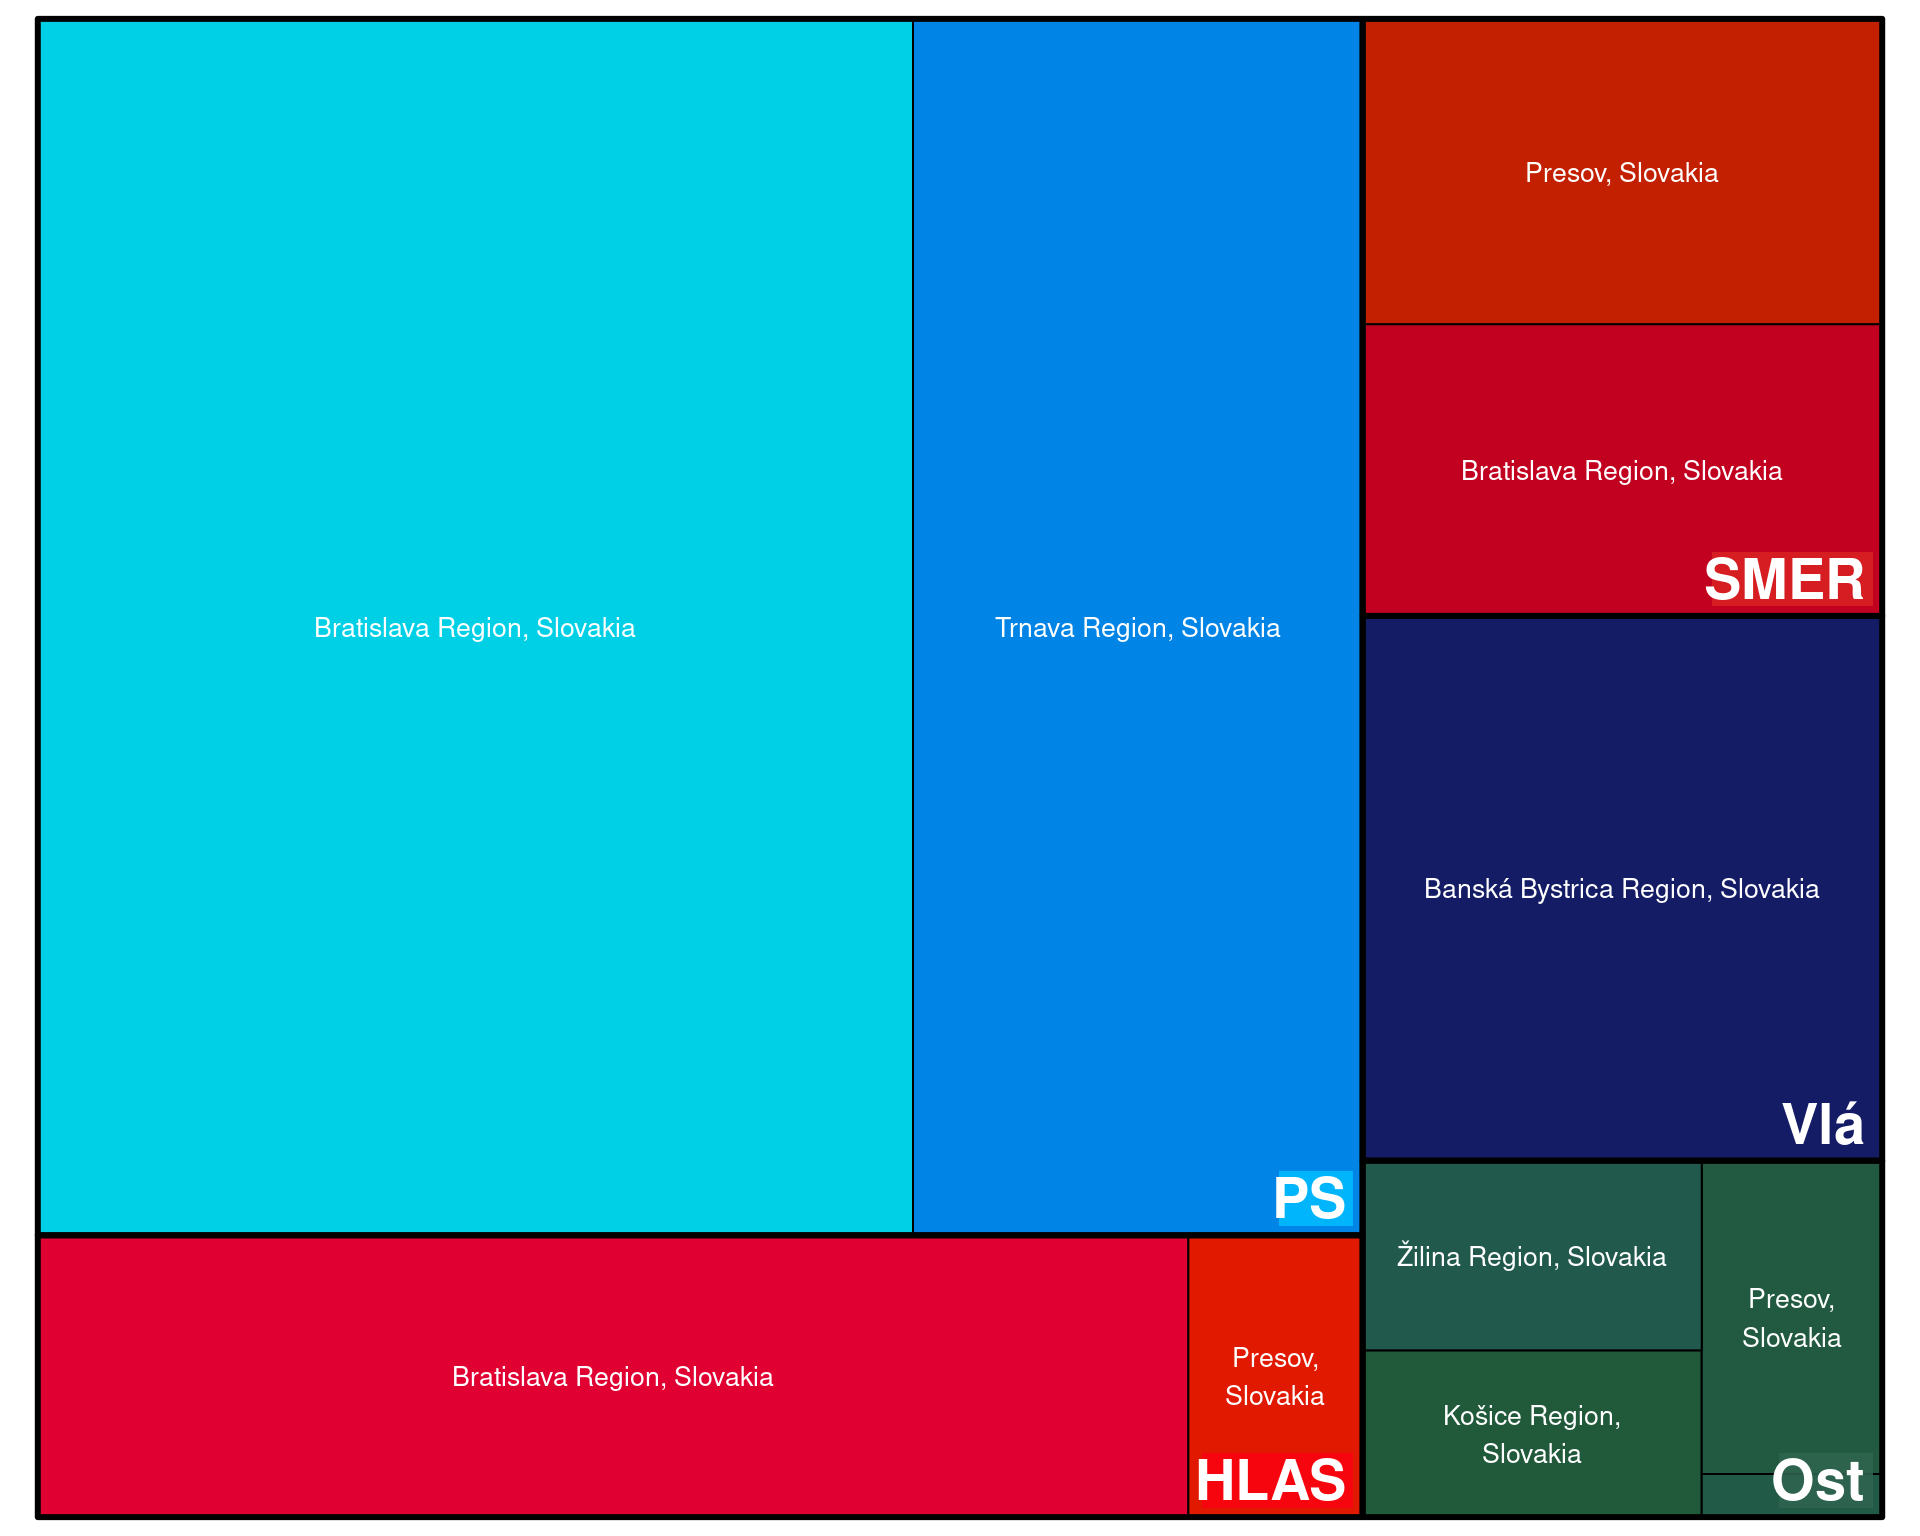 Bratislava Region, Slovakia
Trnava Region, Slovakia
PS
Presov, Slovakia
Bratislava Region, Slovakia
SMER
Banská Bystrica Region, Slovakia
Vlá
Bratislava Region, Slovakia
Presov,
Slovakia
HLAS
Žilina Region, Slovakia
Košice Region,
Slovakia
Presov,
Slovakia
Ost